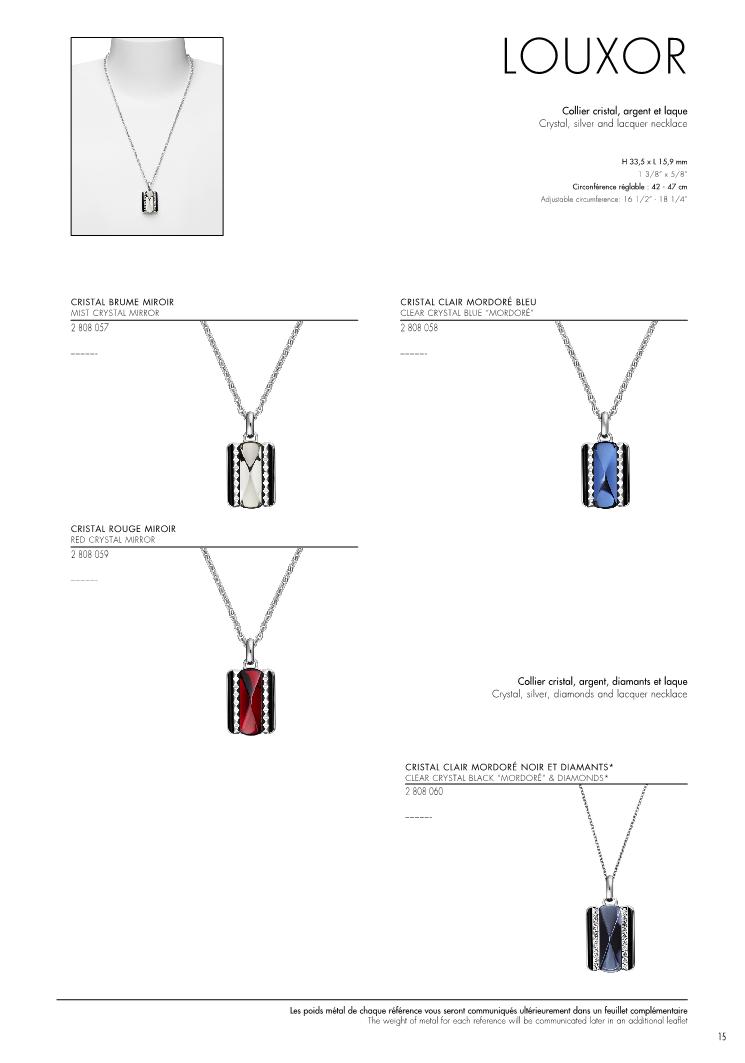 LOUXOR
Collier cristal, argent et laque
Crystal, silver and lacquer necklace
H 33,5 x L 15,9 mm
1 3/8" x 5/8"
Circonférence réglable : 42 - 47 cm
Adjustable circumference: 16 1/2" - 18 1/4"
CRISTAL BRUME MIROIR
MIST CRYSTAL MIRROR
2 808 057
_____-
CRISTAL CLAIR MORDORÉ BLEU
CLEAR CRYSTAL BLUE "MORDORÉ"
2 808 058
_____-
CRISTAL ROUGE MIROIR
RED CRYSTAL MIRROR
2 808 059
_____-
Collier cristal, argent, diamants et laque
Crystal, silver, diamonds and lacquer necklace
CRISTAL CLAIR MORDORÉ NOIR ET DIAMANTS*
CLEAR CRYSTAL BLACK "MORDORÉ" & DIAMONDS*
2 808 060
_____-
Les poids métal de chaque référence vous seront communiqués ultérieurement dans un feuillet complémentaire
The weight of metal for each reference will be communicated later in an additional leaflet
15